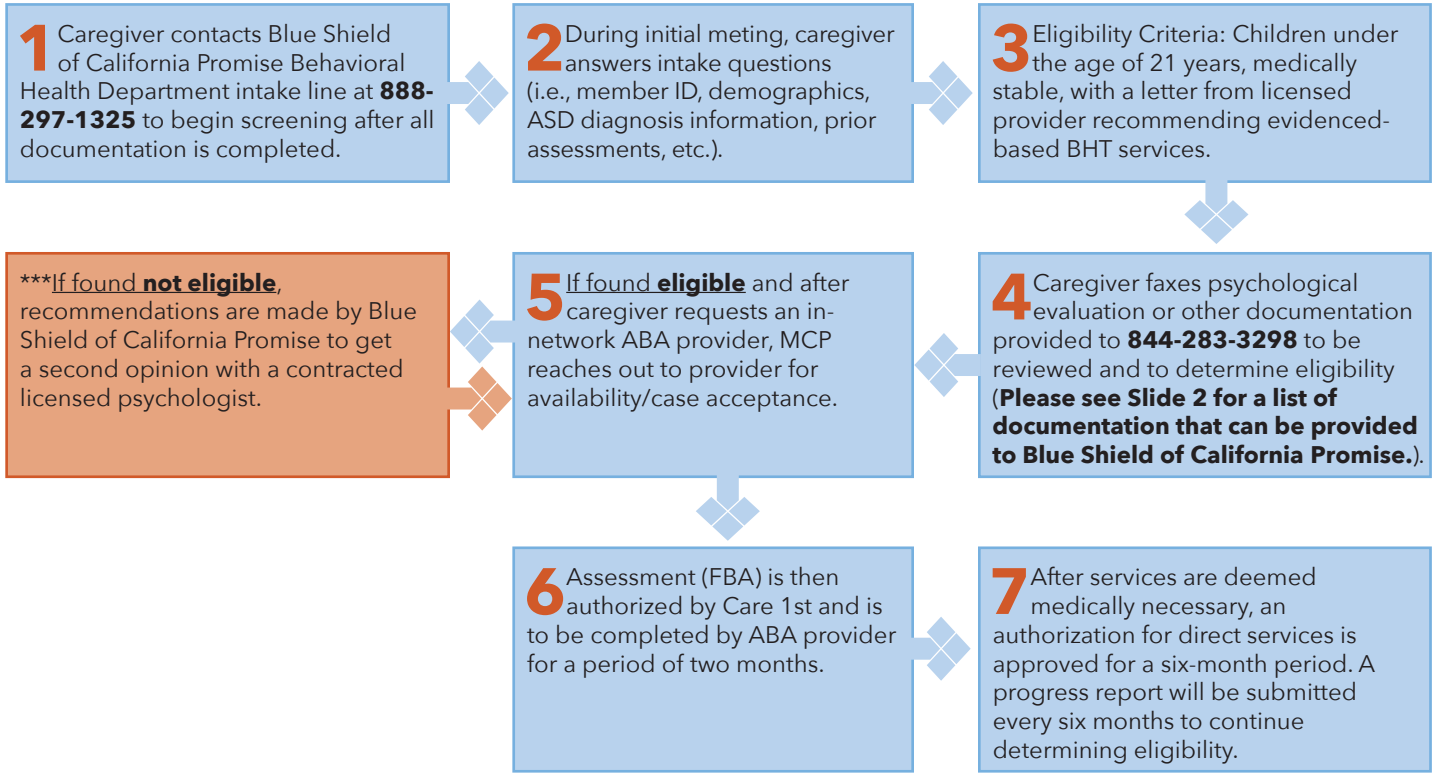 1 Caregiver contacts Blue Shield
of California Promise Behavioral
Health Department intake line at 888-
297-1325 to begin screening after all
documentation is completed.
2 During initial meting, caregiver
answers intake questions
(i.e., member ID, demographics,
ASD diagnosis information, prior
assessments, etc.).
3 Eligibility Criteria: Children under
the age of 21 years, medically
stable, with a letter from licensed
provider recommending evidenced-
based BHT services.
4 Caregiver faxes psychological
evaluation or other documentation
provided to 844-283-3298 to be
reviewed and to determine eligibility
(Please see Slide 2 for a list of
documentation that can be provided
to Blue Shield of California Promise.).
5 If found eligible and after
caregiver requests an in-
network ABA provider, MCP
reaches out to provider for
availability/case acceptance.
***If found not eligible,
recommendations are made by Blue
Shield of California Promise to get
a second opinion with a contracted
licensed psychologist.
6 Assessment (FBA) is then
authorized by Care 1st and is
to be completed by ABA provider
for a period of two months.
7 After services are deemed
medically necessary, an
authorization for direct services is
approved for a six-month period. A
progress report will be submitted
every six months to continue
determining eligibility.